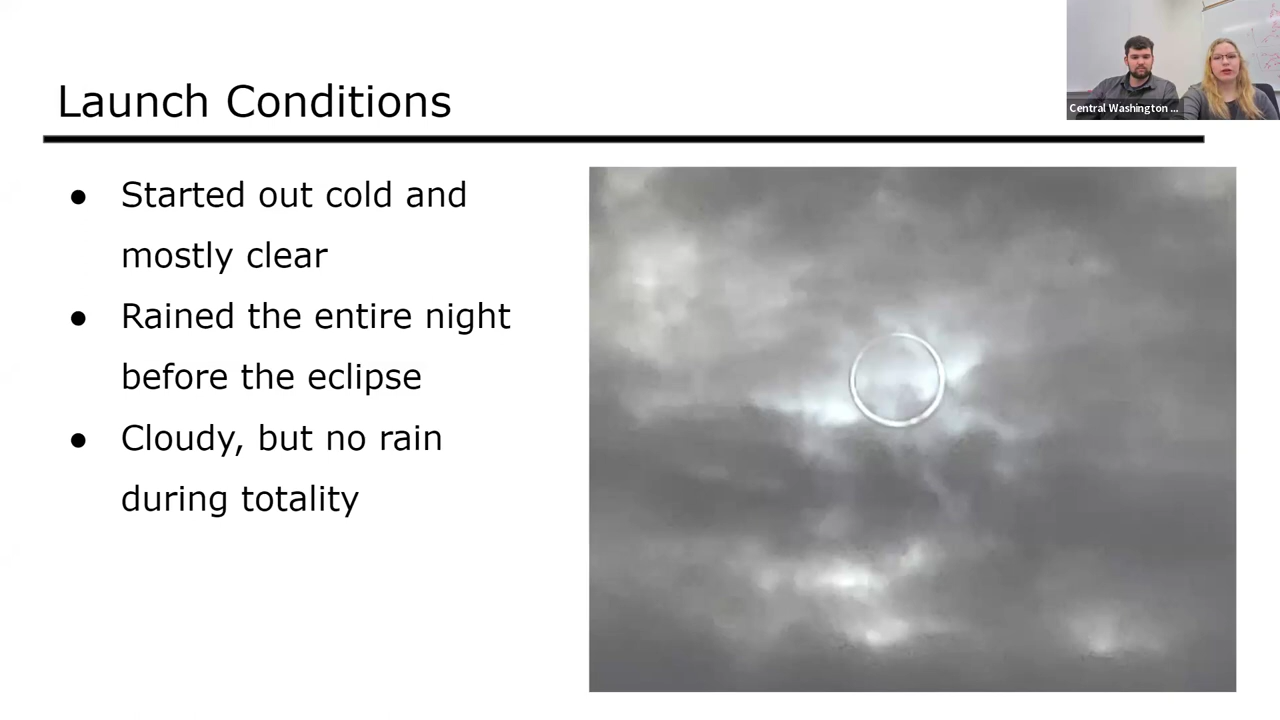 Launch Conditions
● Started out cold and
mostly clear
● Rained the entire night
before the eclipse
● Cloudy, but no rain
during totality
Central Washington ...